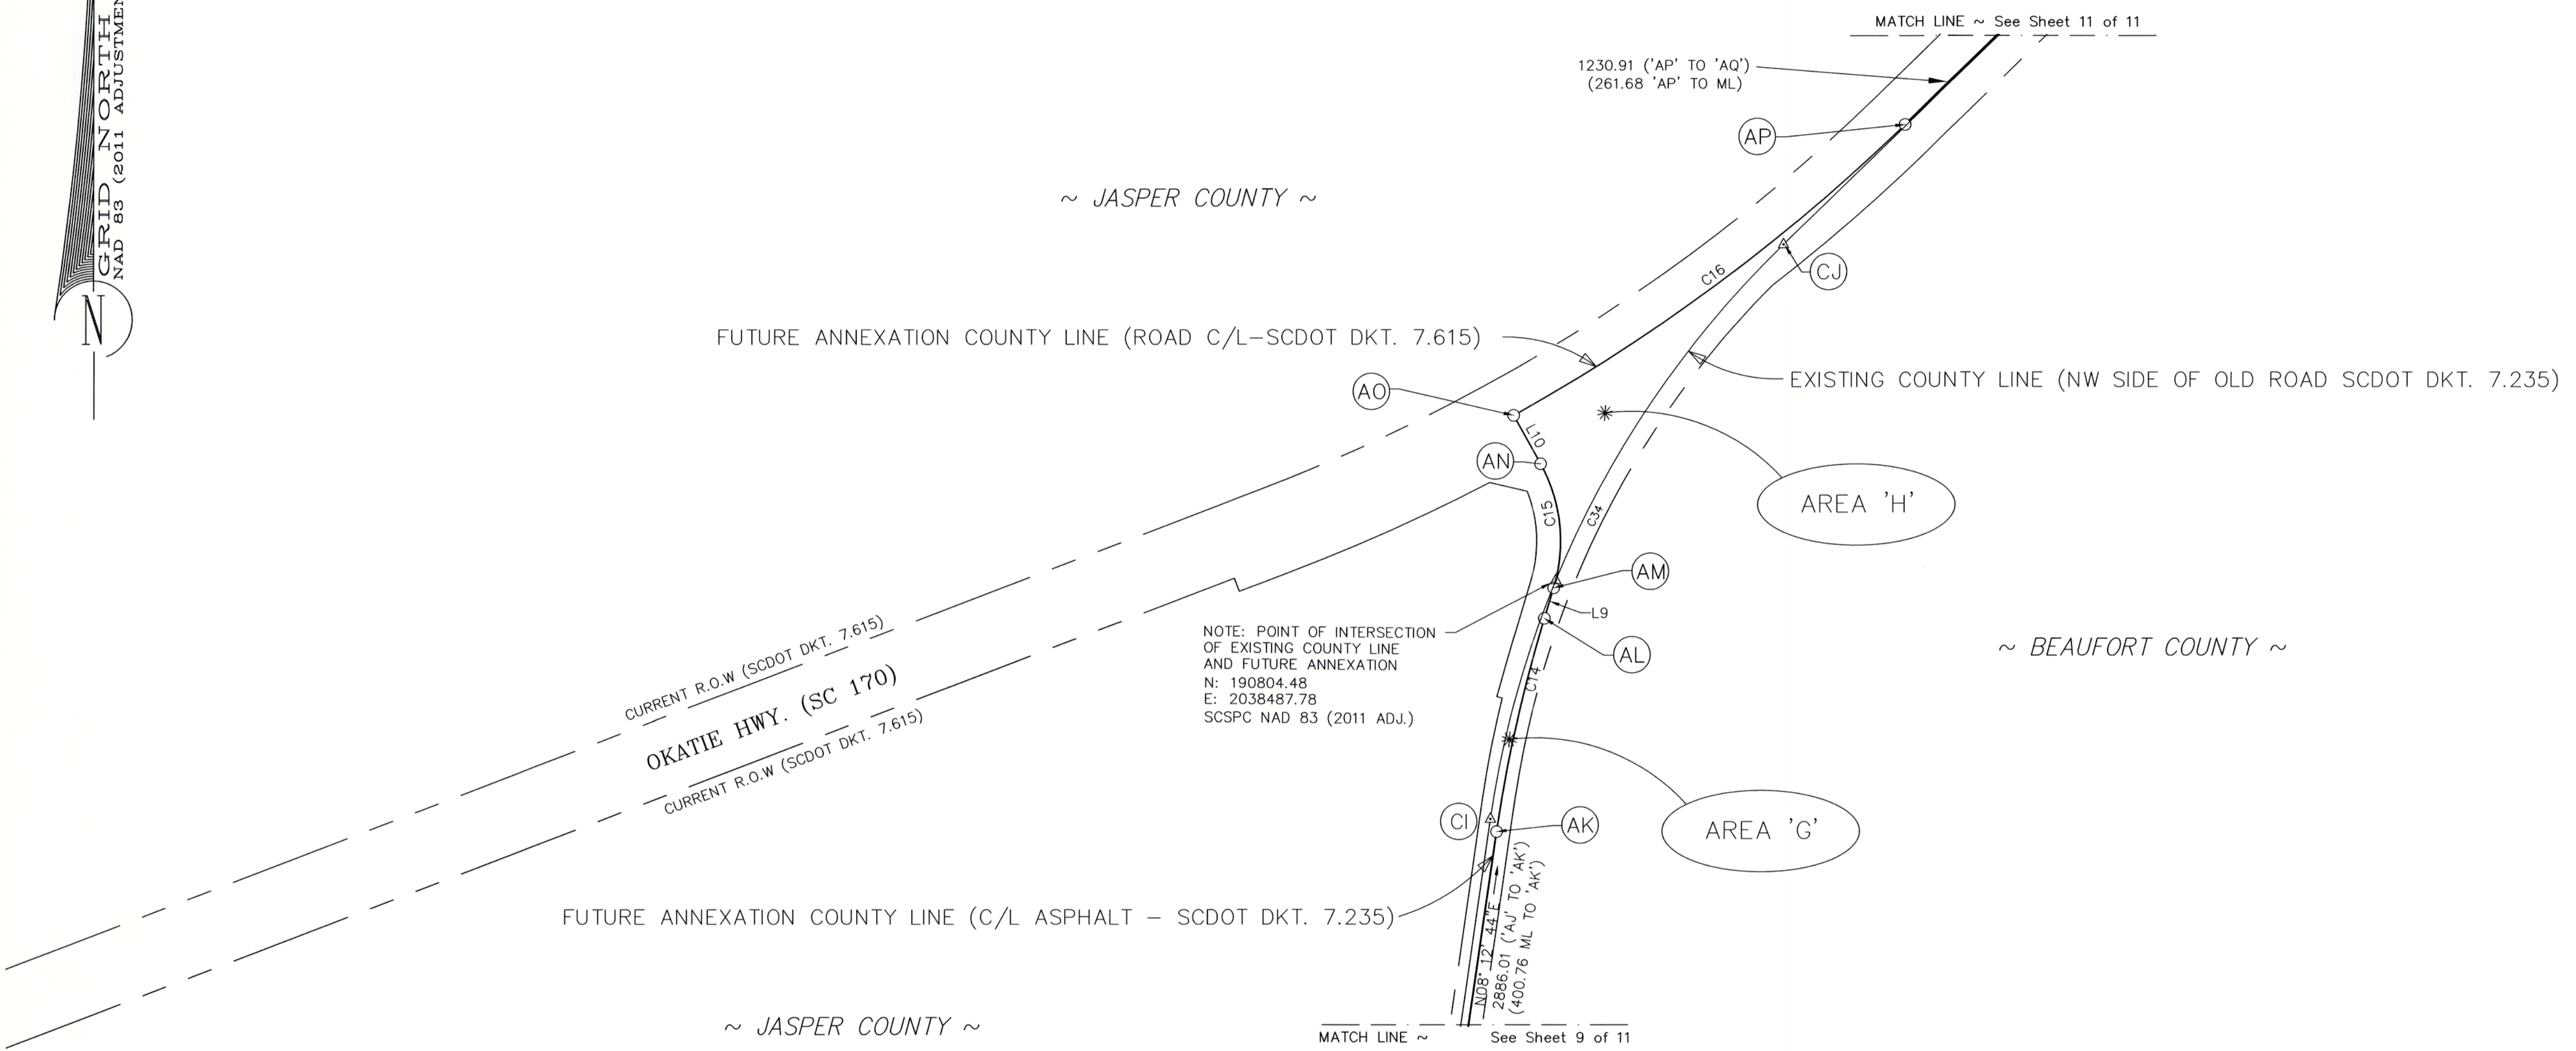 MATCH LINE ~ See Sheet 11 of 11
GRID NORTH
NAD 83 (2011 ADJUSTMEN
N
1230.91 ('AP' TO 'AQ')
(261.68 'AP' TO ML)
AP
~ JASPER COUNTY ~
CJ
C16
FUTURE ANNEXATION COUNTY LINE (ROAD C/L-SCDOT DKT. 7.615)
EXISTING COUNTY LINE (NW SIDE OF OLD ROAD SCDOT DKT. 7.235)
AO
L10
AN
AREA 'H'
C15
C34
AM
L9
NOTE: POINT OF INTERSECTION
OF EXISTING COUNTY LINE
AND FUTURE ANNEXATION
N: 190804.48
E: 2038487.78
SCSPC NAD 83 (2011 ADJ.)
AL
~ BEAUFORT COUNTY ~
C14
CURRENT R.O.W (SCDOT DKT. 7.615)
OKATIE HWY. (SC 170)
CURRENT R.O.W (SCDOT DKT. 7.615)
CI
AK
AREA 'G'
FUTURE ANNEXATION COUNTY LINE (C/L ASPHALT – SCDOT DKT. 7.235)
N08° 12' 44"E
2886.01 ('AJ' TO 'AK')
(400.76 ML TO 'AK')
~ JASPER COUNTY ~
MATCH LINE ~ See Sheet 9 of 11